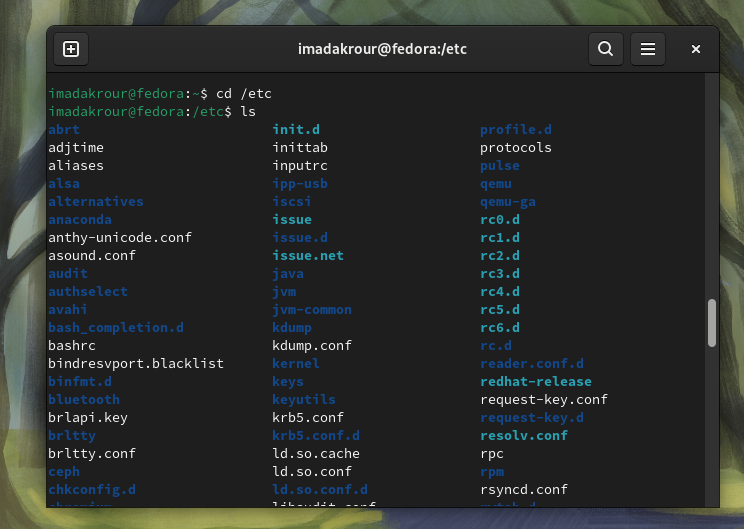 imadakrour@fedora:/etc
imadakrour@fedora:~$ cd /etc
imadakrour@fedora:/etc$ ls
abrt init.d profile.d
adjtime inittab protocols
aliases inputrc pulse
alsa ipp-usb qemu
alternatives iscsi qemu-ga
anaconda issue rc0.d
anthy-unicode.conf issue.d rc1.d
asound.conf issue.net rc2.d
audit java rc3.d
authselect jvm rc4.d
avahi jvm-common rc5.d
bash_completion.d kdump rc6.d
bashrc kdump.conf rc.d
bindresvport.blacklist kernel reader.conf.d
binfmt.d keys redhat-release
bluetooth keyutils request-key.conf
brlapi.key krb5.conf request-key.d
brltty krb5.conf.d resolv.conf
brltty.conf ld.so.cache rpc
ceph ld.so.conf rpm
chkconfig.d ld.so.conf.d rsyncd.conf